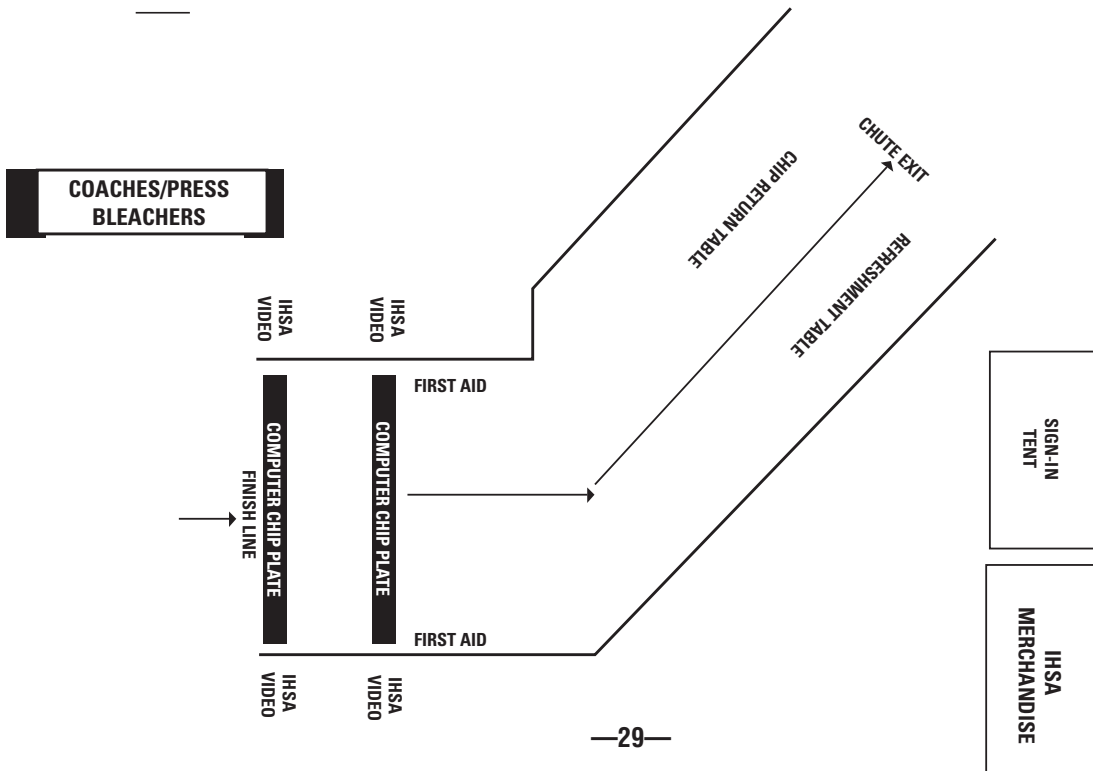 COACHES/PRESS
BLEACHERS
CHUTE EXIT
CHIP RETURN TABLE
REFRESHMENT TABLE
IHSA
VIDEO
IHSA
VIDEO
FIRST AID
COMPUTER CHIP PLATE
COMPUTER CHIP PLATE
FINISH LINE
FIRST AID
IHSA
VIDEO
IHSA
VIDEO
SIGN-IN
TENT
IHSA
MERCHANDISE
—29—